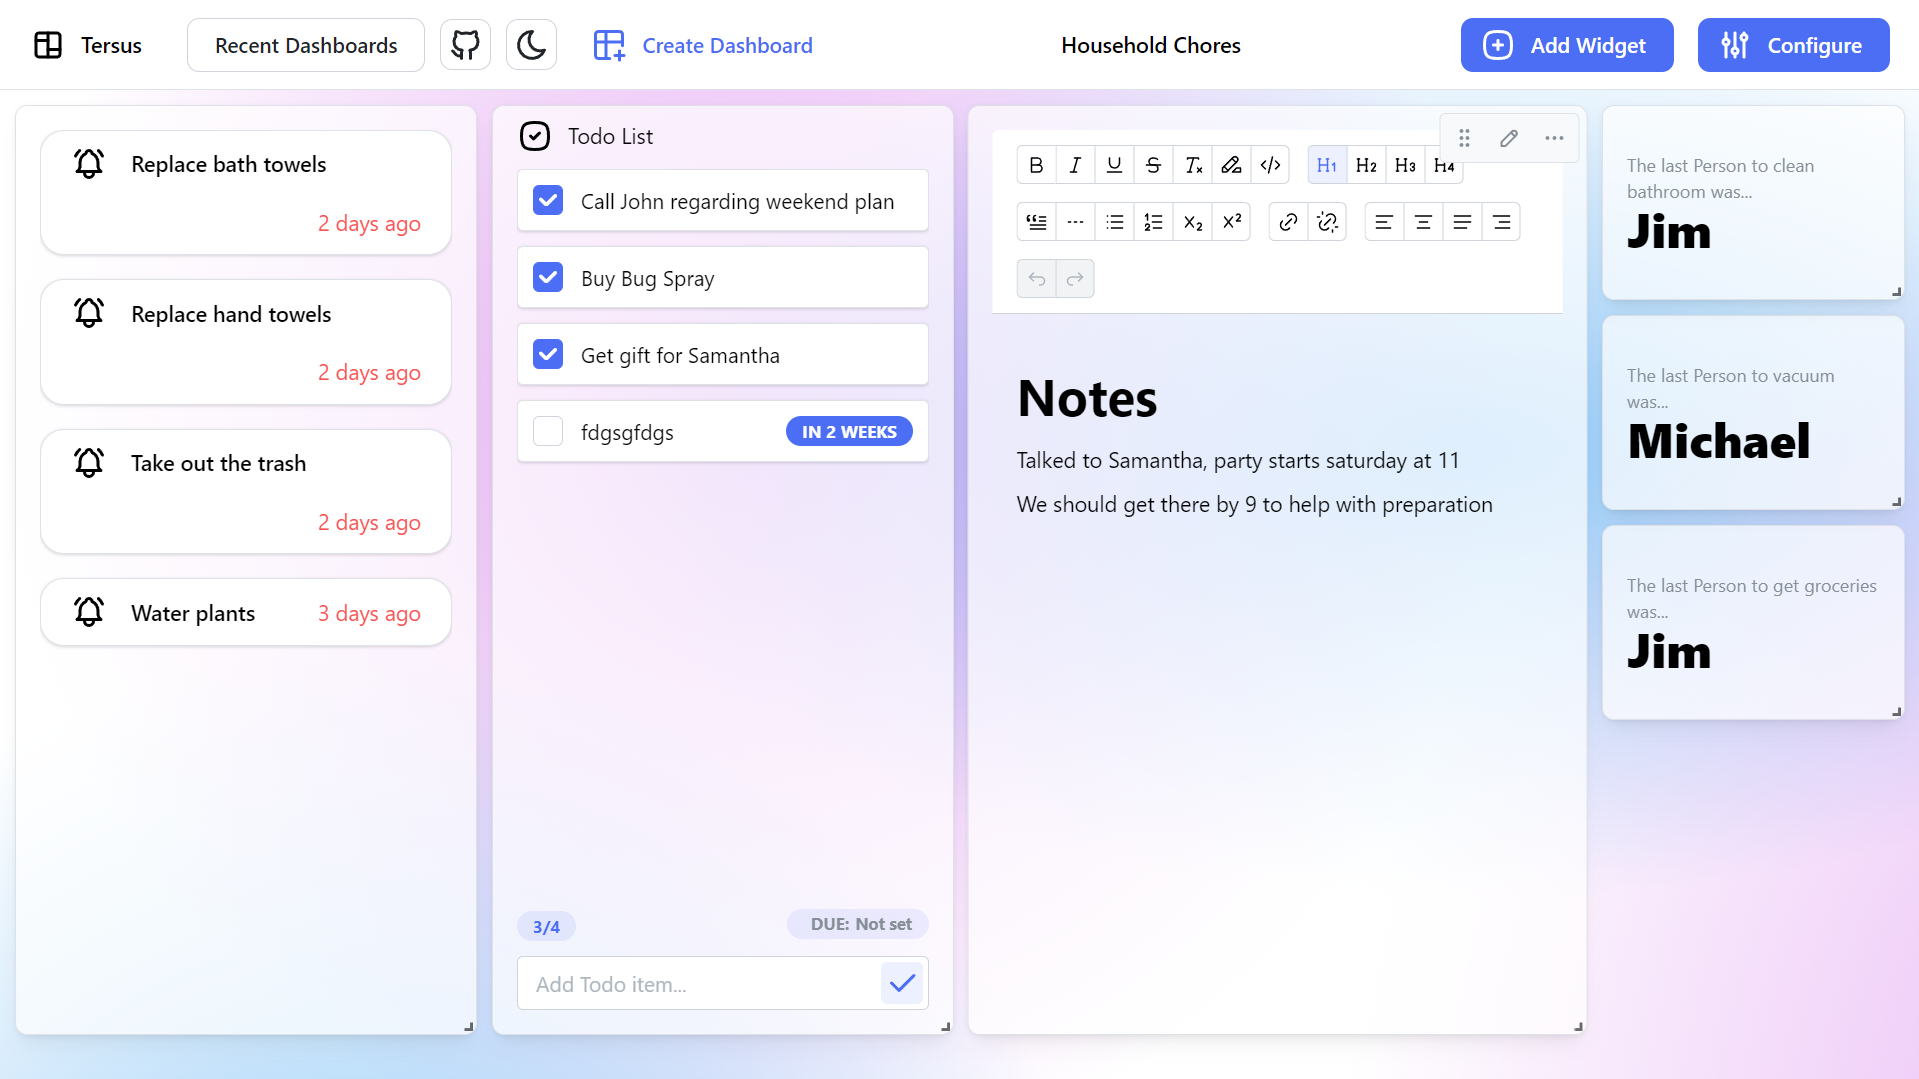 Tersus
Recent Dashboards
Create Dashboard
Household Chores
Add Widget
Configure
Replace bath towels
2 days ago
Replace hand towels
2 days ago
Take out the trash
2 days ago
Water plants 3 days ago
Todo List
Call John regarding weekend plan
Buy Bug Spray
Get gift for Samantha
fdgsgfdgs IN 2 WEEKS
3/4 DUE: Not set
Add Todo item...
H1 H2 H3 H4
Notes
Talked to Samantha, party starts saturday at 11
We should get there by 9 to help with preparation
The last Person to clean
bathroom was...
Jim
The last Person to vacuum
was...
Michael
The last Person to get groceries
was...
Jim